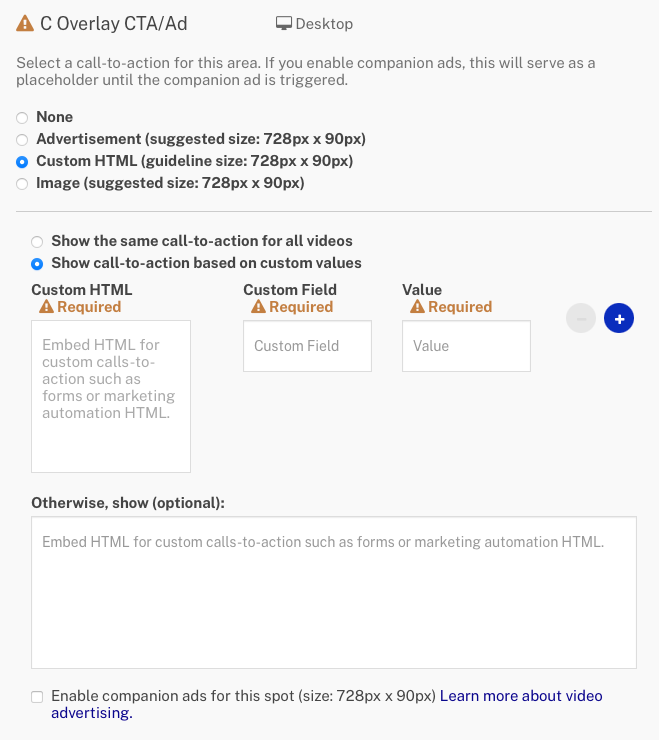 C Overlay CTA/Ad
Desktop
Select a call-to-action for this area. If you enable companion ads, this will serve as a
placeholder until the companion ad is triggered.
None
Advertisement (suggested size: 728px x 90px)
Custom HTML (guideline size: 728px x 90px)
Image (suggested size: 728px x 90px)
Show the same call-to-action for all videos
Show call-to-action based on custom values
Custom HTML
Required
Embed HTML for
custom calls-to-
action such as
forms or marketing
automation HTML.
Custom Field
Required
Custom Field
Value
Required
Value
Otherwise, show (optional):
Embed HTML for custom calls-to-action such as forms or marketing automation HTML.
Enable companion ads for this spot (size: 728px x 90px) Learn more about video
advertising.